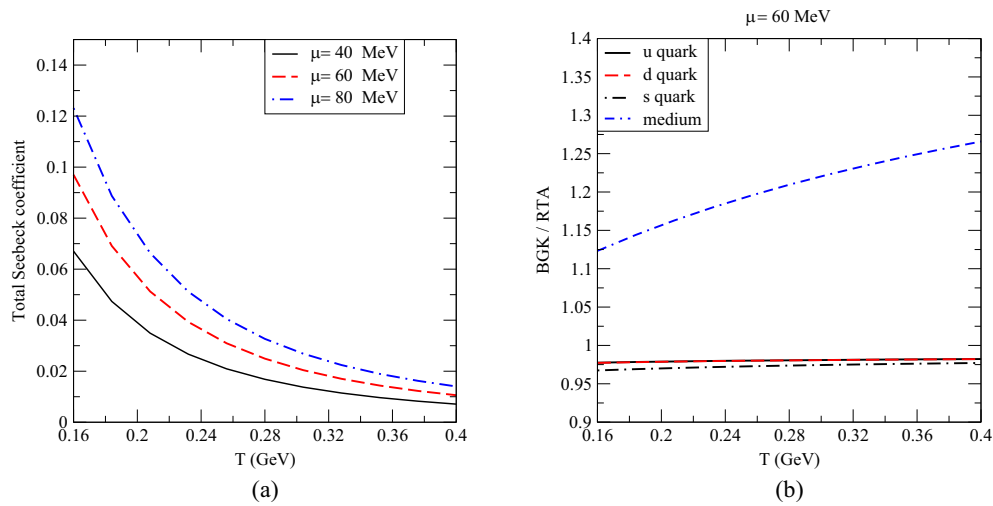 Total Seebeck coefficient
0.14
0.12
0.1
0.08
0.06
0.04
0.02
0
μ= 40 MeV
μ= 60 MeV
μ= 80 MeV
0.16 0.2 0.24 0.28 0.32 0.36 0.4
T (GeV)
(a)
μ= 60 MeV
BGK / RTA
1.4
1.35
1.3
1.25
1.2
1.15
1.1
1.05
1
0.95
0.9
u quark
d quark
s quark
medium
0.16 0.2 0.24 0.28 0.32 0.36 0.4
T (GeV)
(b)